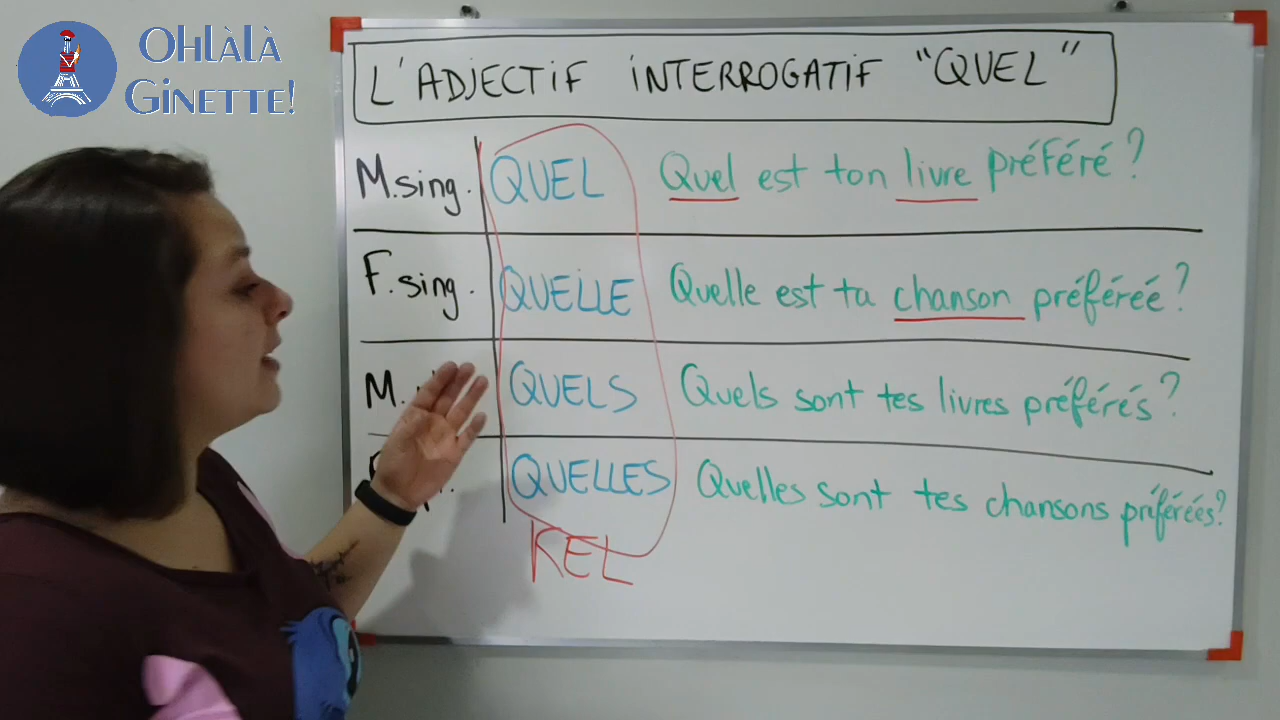 OHLÀLÀ
GINETTE!
L'ADJECTIF INTERROGATIF "QUEL"
M.sing. QUEL Quel est ton livre préféré ?
F.sing. QUELLE Quelle est ta chanson préférée ?
M. QUELS Quels sont tes livres préférés ?
QUELLES Quelles sont tes chansons préférées ?
KEL